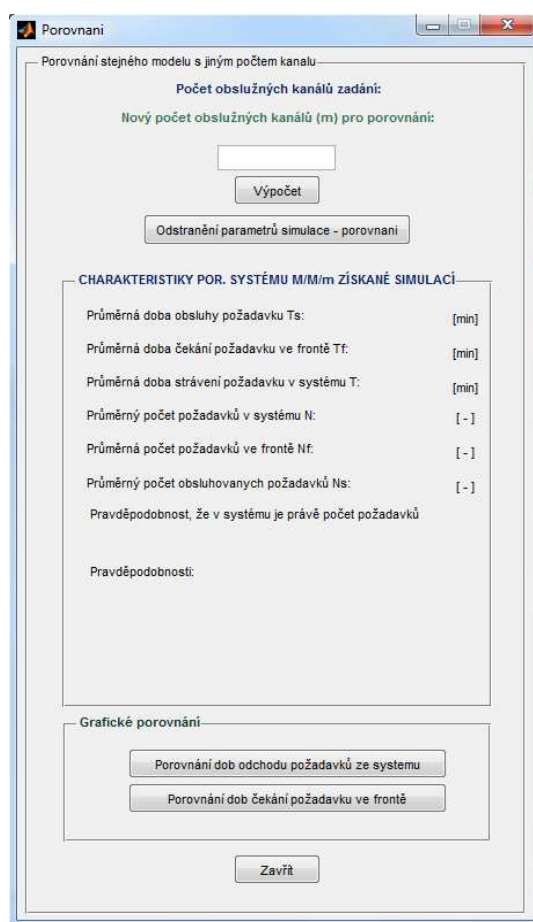 Porovnani
Porovnání stejného modelu s jiným počtem kanalu
Počet obslužných kanálů zadání:
Nový počet obslužných kanálů (m) pro porovnání:
Výpočet
Odstranění parametrů simulace - porovnani
CHARAKTERISTIKY POR. SYSTÉMU M/M/m ZÍSKANÉ SIMULACÍ
Průměrná doba obsluhy požadavku Ts: [min]
Průměrná doba čekání požadavku ve frontě Tf: [min]
Průměrná doba strávení požadavku v systému T: [min]
Průměrný počet požadavků v systému N: [ - ]
Průměrná počet požadavků ve frontě Nf: [ - ]
Průměrný počet obsluhovanych požadavků Ns: [ - ]
Pravděpodobnost, že v systému je právě počet požadavků
Pravděpodobnosti:
Grafické porovnání
Porovnání dob odchodu požadavků ze systemu
Porovnání dob čekání požadavku ve frontě
Zavřít